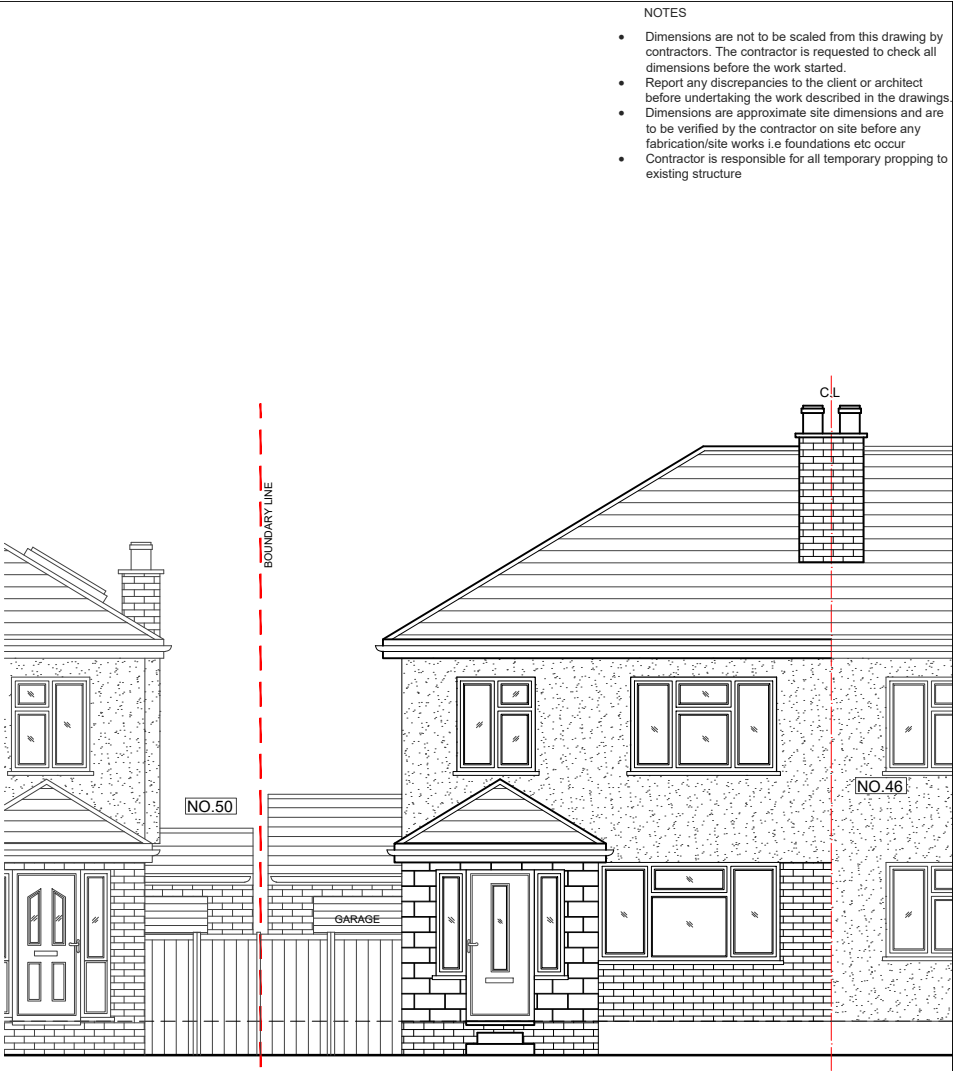 NOTES
• Dimensions are not to be scaled from this drawing by
contractors. The contractor is requested to check all
dimensions before the work started.
• Report any discrepancies to the client or architect
before undertaking the work described in the drawings.
• Dimensions are approximate site dimensions and are
to be verified by the contractor on site before any
fabrication/site works i.e foundations etc occur
• Contractor is responsible for all temporary propping to
existing structure
C.L
BOUNDARY LINE
NO.50
NO.46
GARAGE